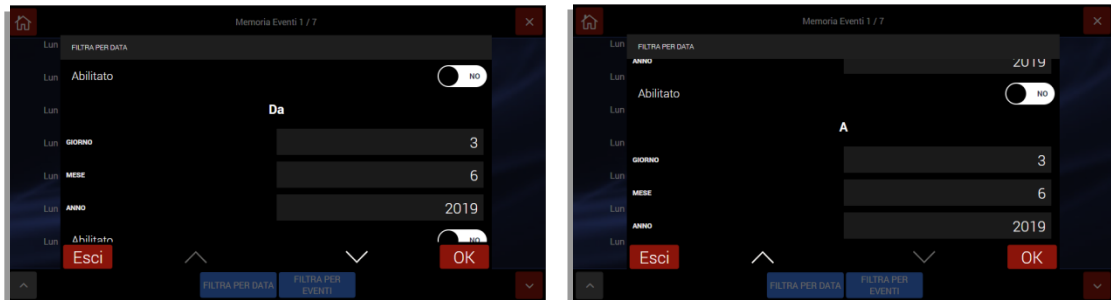 Memoria Eventi 1 / 7
Lun FILTRA PER DATA
Lun Abilitato NO
Lun Da
Lun GIORNO 3
Lun MESE 6
Lun ANNO 2019
Lun Abilitato NO
Esci OK
FILTRA PER DATA FILTRA PER
EVENTI
Memoria Eventi 1 / 7
Lun FILTRA PER DATA
ANNO 2019
Lun Abilitato NO
Lun A
Lun
GIORNO 3
Lun
MESE 6
Lun
ANNO 2019
Lun
Esci OK
FILTRA PER DATA FILTRA PER
EVENTI